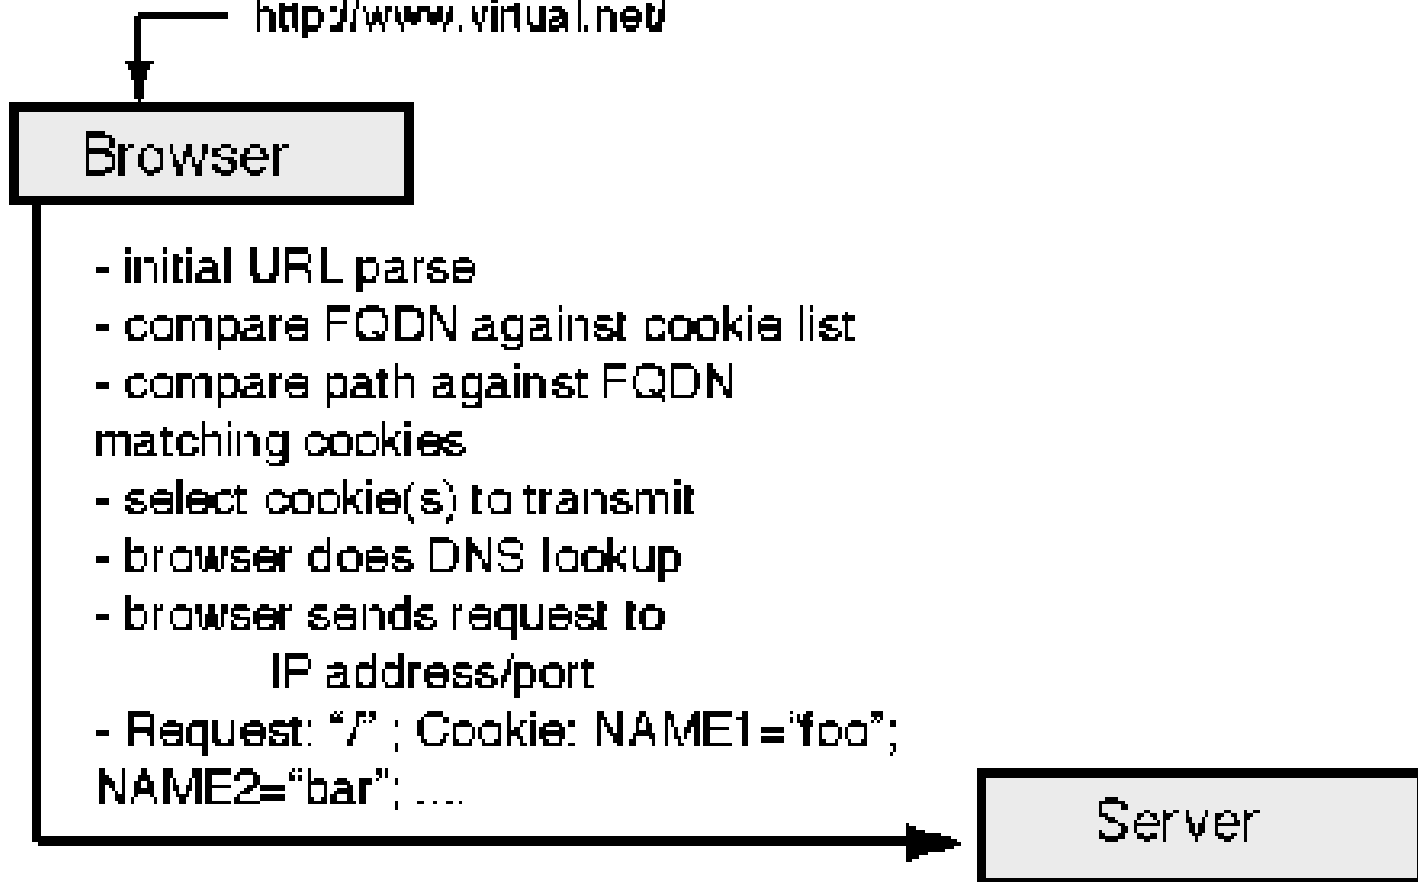 http://www.virtual.net/
Browser
- initial URL parse
- compare FQDN against cookie list
- compare path against FQDN
matching cookies
- select cookie(s) to transmit
- browser does DNS lookup
- browser sends request to
IP address/port
- Request: “/” ; Cookie: NAME1=“foo”;
NAME2=“bar”; ....
Server